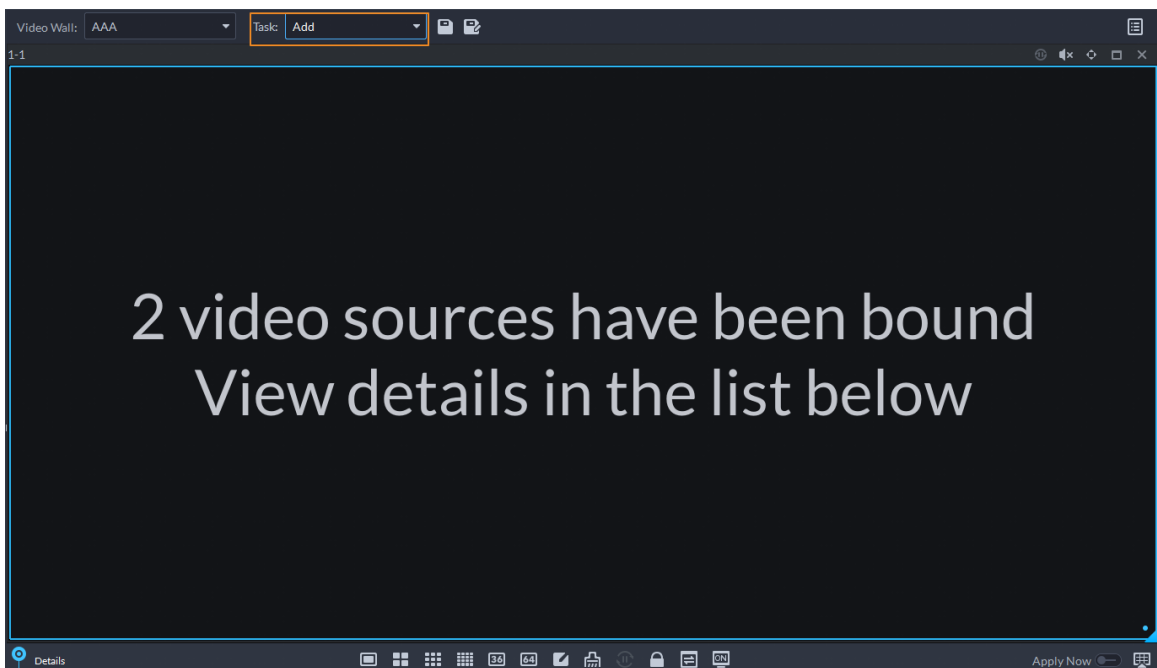 Video Wall: AAA Task: Add
1-1
2 video sources have been bound
View details in the list below
Details 36 64 ON Apply Now